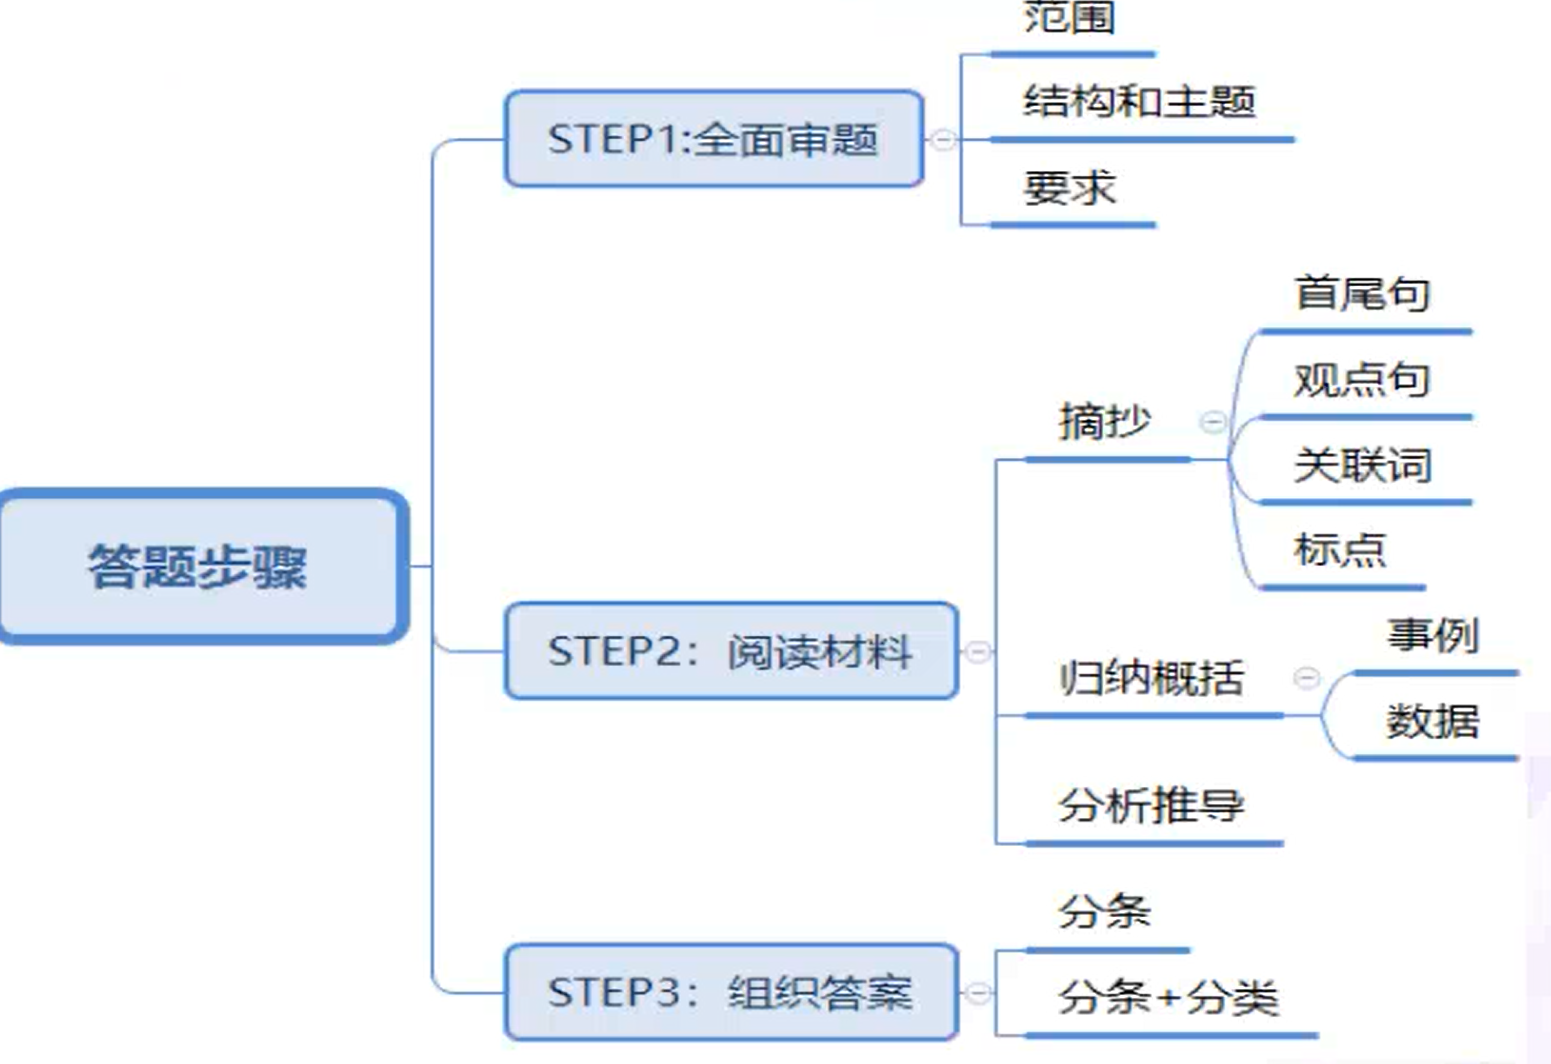 答题步骤
STEP1:全面审题
范围
结构和主题
要求
STEP2：阅读材料
摘抄
首尾句
观点句
关联词
标点
归纳概括
事例
数据
分析推导
STEP3：组织答案
分条
分条+分类